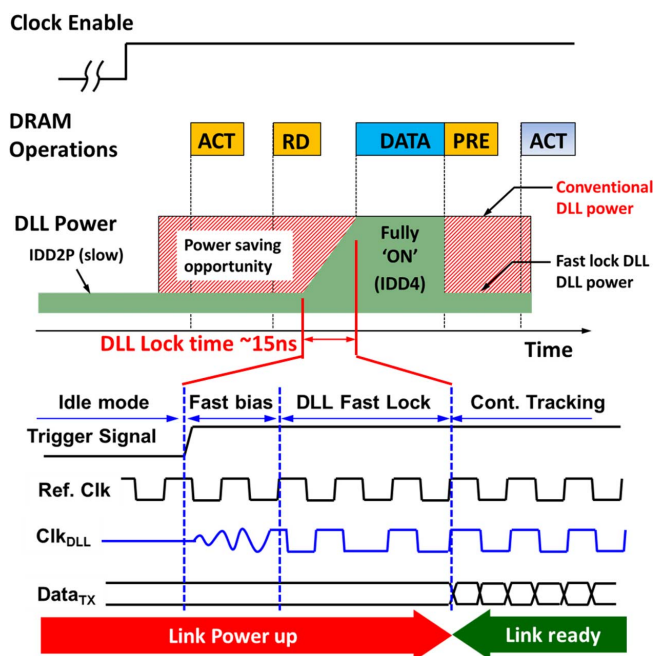 Clock Enable
DRAM
Operations
ACT
RD
DATA
PRE
ACT
Conventional
DLL power
DLL Power
IDD2P (slow)
Power saving
opportunity
Fully
‘ON’
(IDD4)
Fast lock DLL
DLL power
DLL Lock time ~15ns
Time
Idle mode
Fast bias
DLL Fast Lock
Cont. Tracking
Trigger Signal
Ref. Clk
ClkDLL
DataTX
Link Power up
Link ready